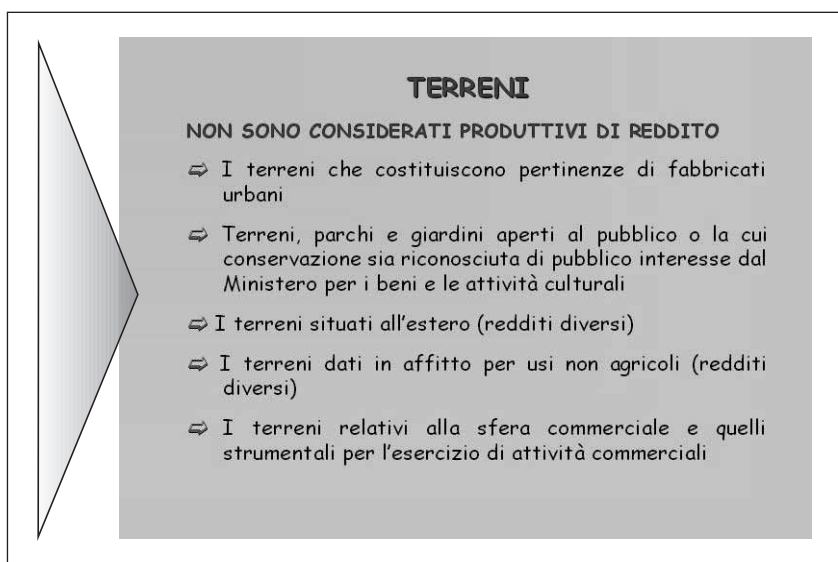 TERRENI
NON SONO CONSIDERATI PRODUTTIVI DI REDDITO
⇨ I terreni che costituiscono pertinenze di fabbricati
urbani
⇨ Terreni, parchi e giardini aperti al pubblico o la cui
conservazione sia riconosciuta di pubblico interesse dal
Ministero per i beni e le attività culturali
⇨ I terreni situati all'estero (redditi diversi)
⇨ I terreni dati in affitto per usi non agricoli (redditi
diversi)
⇨ I terreni relativi alla sfera commerciale e quelli
strumentali per l'esercizio di attività commerciali